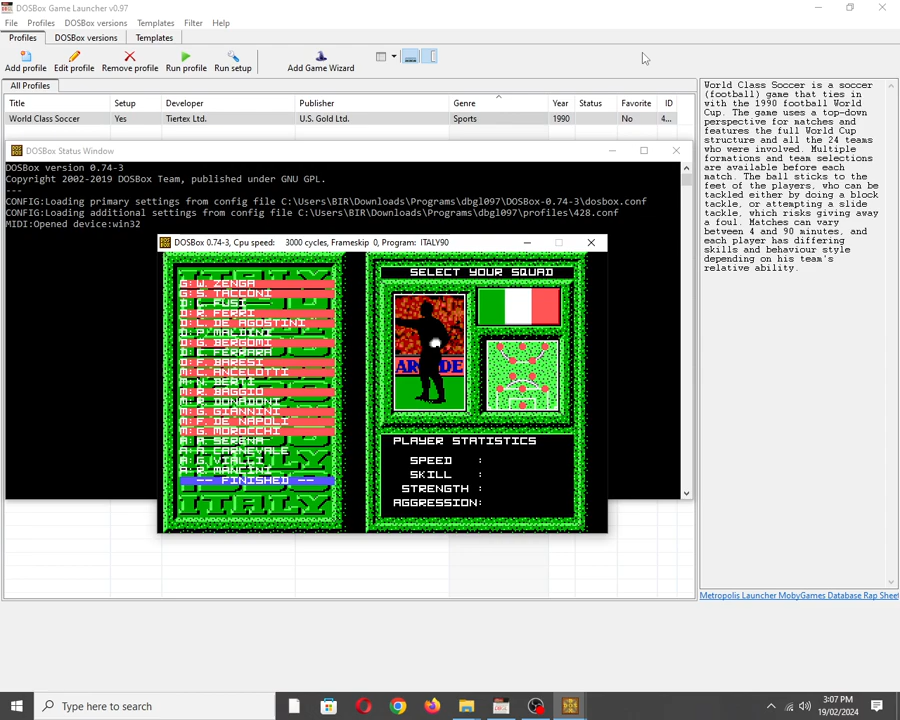 DOSBox Game Launcher v0.97
File Profiles DOSBox versions Templates Filter Help
Profiles DOSBox versions Templates
Add profile Edit profile Remove profile Run profile Run setup Add Game Wizard
All Profiles
Title Setup Developer Publisher Genre Year Status Favorite ID
World Class Soccer Yes Tiertex Ltd. U.S. Gold Ltd. Sports 1990 No 4...
DOSBox Status Window
DOSBox version 0.74-3
Copyright 2002-2019 DOSBox Team, published under GNU GPL.
---
CONFIG:Loading primary settings from config file C:\Users\BIR\Downloads\Programs\dbgl097\DOSBox-0.74-3\dosbox.conf
CONFIG:Loading additional settings from config file C:\Users\BIR\Downloads\Programs\dbgl097\profiles\428.conf
MIDI:Opened device:win32
DOSBox 0.74-3, Cpu speed: 3000 cycles, Frameskip 0, Program: ITALY90
G: W. ZENGA
G: S. TACCONI
D: L. FUSI
D: R. FERRI
D: L. DE AGOSTINI
D: P. MALDINI
D: G. BERGOMI
D: C. FERRARA
D: F. BARESI
M: C. ANCELOTTI
M: N. BERTI
M: R. BAGGIO
M: R. DONADONI
M: G. GIANNINI
M: F. DE NAPOLI
M: G. MOROCCHI
A: A. SERENA
A: A. CARNEVALE
A: G. VIALLI
A: R. MANCINI
-- FINISHED --
SELECT YOUR SQUAD
PLAYER STATISTICS
SPEED :
SKILL :
STRENGTH :
AGGRESSION:
World Class Soccer is a soccer
(football) game that ties in
with the 1990 football World
Cup. The game uses a top-down
perspective for matches and
features the full World Cup
structure and all the 24 teams
who were involved. Multiple
formations and team selections
are available before each
match. The ball sticks to the
feet of the players, who can be
tackled either by doing a block
tackle, or attempting a slide
tackle, which risks giving away
a foul. Matches can vary
between 4 and 90 minutes, and
each player has differing
skills and behaviour style
depending on his team's
relative ability.
Metropolis Launcher MobyGames Database Rap Sheet
Type here to search
3:07 PM
19/02/2024